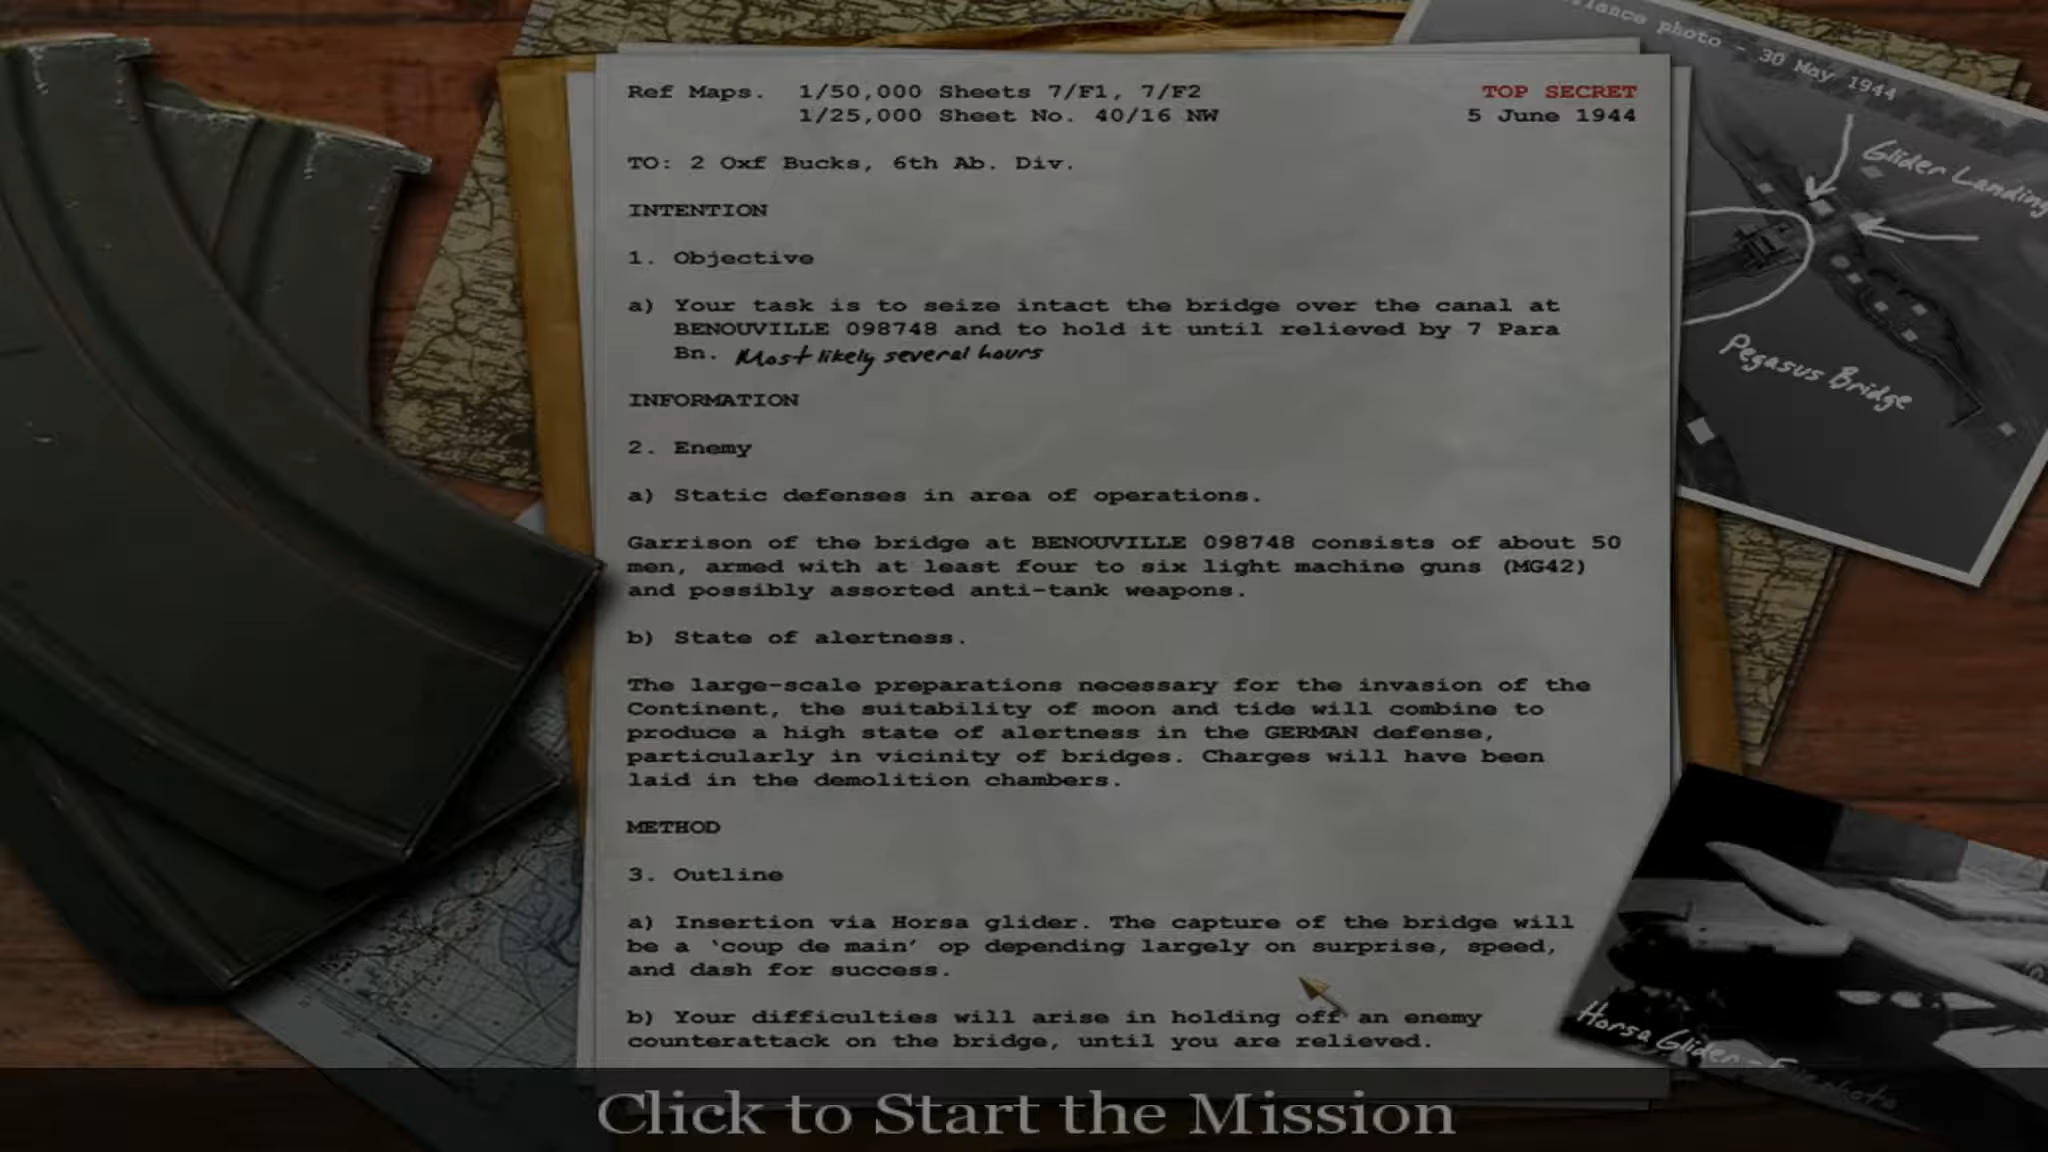 Ref Maps. 1/50,000 Sheets 7/F1, 7/F2
1/25,000 Sheet No. 40/16 NW
TOP SECRET
5 June 1944
TO: 2 Oxf Bucks, 6th Ab. Div.
INTENTION
1. Objective
a) Your task is to seize intact the bridge over the canal at
BENOUVILLE 098748 and to hold it until relieved by 7 Para
Bn. Most likely several hours
INFORMATION
2. Enemy
a) Static defenses in area of operations.
Garrison of the bridge at BENOUVILLE 098748 consists of about 50
men, armed with at least four to six light machine guns (MG42)
and possibly assorted anti-tank weapons.
b) State of alertness.
The large-scale preparations necessary for the invasion of the
Continent, the suitability of moon and tide will combine to
produce a high state of alertness in the GERMAN defense,
particularly in vicinity of bridges. Charges will have been
laid in the demolition chambers.
METHOD
3. Outline
a) Insertion via Horsa glider. The capture of the bridge will
be a ‵coup de main′ op depending largely on surprise, speed,
and dash for success.
b) Your difficulties will arise in holding off an enemy
counterattack on the bridge, until you are relieved.
photo - 30 May 1944
Glider Landing
Pegasus Bridge
Horsa Glider -
Click to Start the Mission